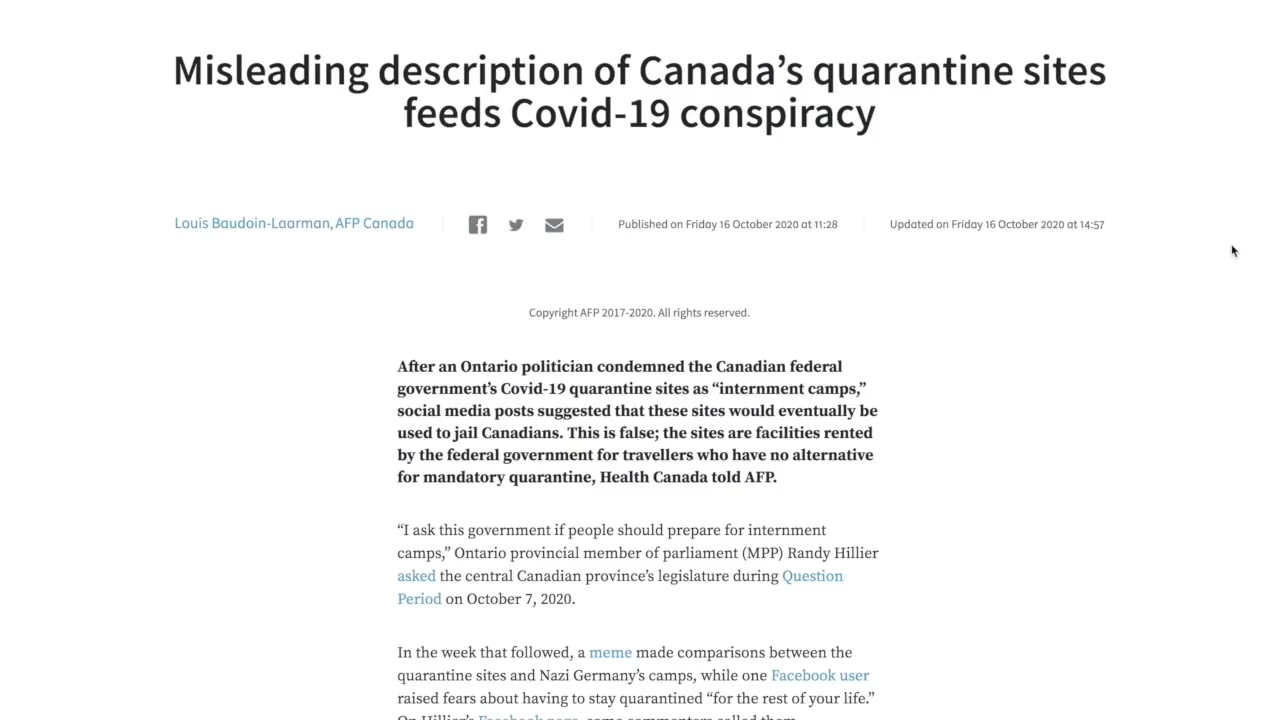 Misleading description of Canada’s quarantine sites
feeds Covid-19 conspiracy
Louis Baudoin-Laarman, AFP Canada
Published on Friday 16 October 2020 at 11:28
Updated on Friday 16 October 2020 at 14:57
Copyright AFP 2017-2020. All rights reserved.
After an Ontario politician condemned the Canadian federal
government’s Covid-19 quarantine sites as “internment camps,”
social media posts suggested that these sites would eventually be
used to jail Canadians. This is false; the sites are facilities rented
by the federal government for travellers who have no alternative
for mandatory quarantine, Health Canada told AFP.
“I ask this government if people should prepare for internment
camps,” Ontario provincial member of parliament (MPP) Randy Hillier
asked the central Canadian province’s legislature during Question
Period on October 7, 2020.
In the week that followed, a meme made comparisons between the
quarantine sites and Nazi Germany’s camps, while one Facebook user
raised fears about having to stay quarantined “for the rest of your life.”
On Hillier’s Facebook page, some commenters called them